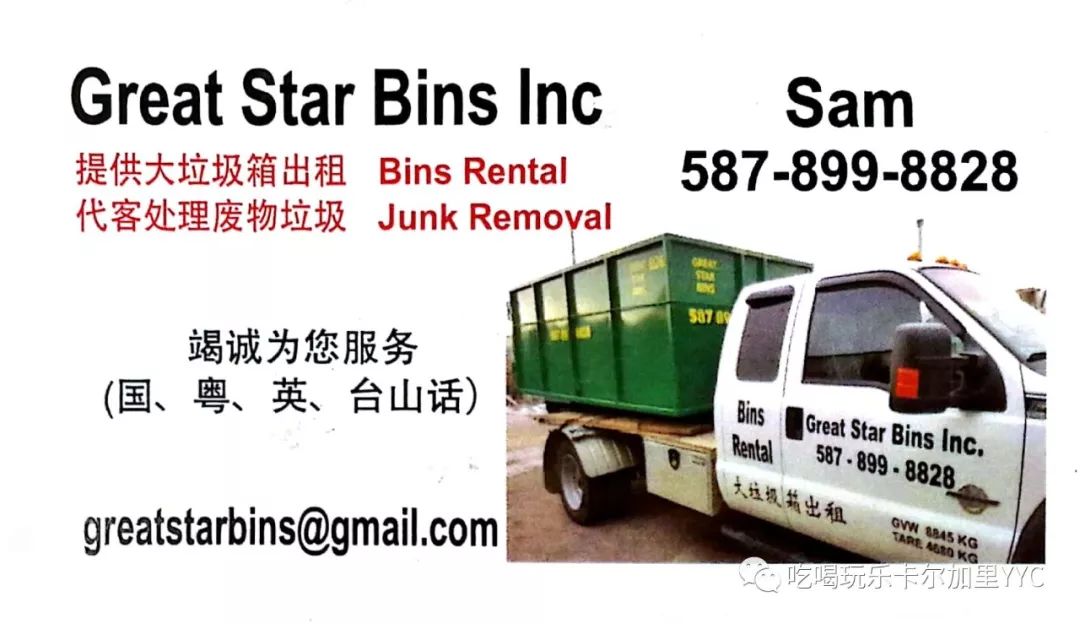 Great Star Bins Inc
Sam
提供大垃圾箱出租 Bins Rental
587-899-8828
代客处理废物垃圾 Junk Removal
竭诚为您服务
(国、粤、英、台山话)
greatstarbins@gmail.com
GREAT
STAR
BINS
Bins
Rental
Great Star Bins Inc.
587 - 899 - 8828
大垃圾箱出租
GVW 8845 KG
TARE 4680 KG
吃喝玩乐卡尔加里YYC